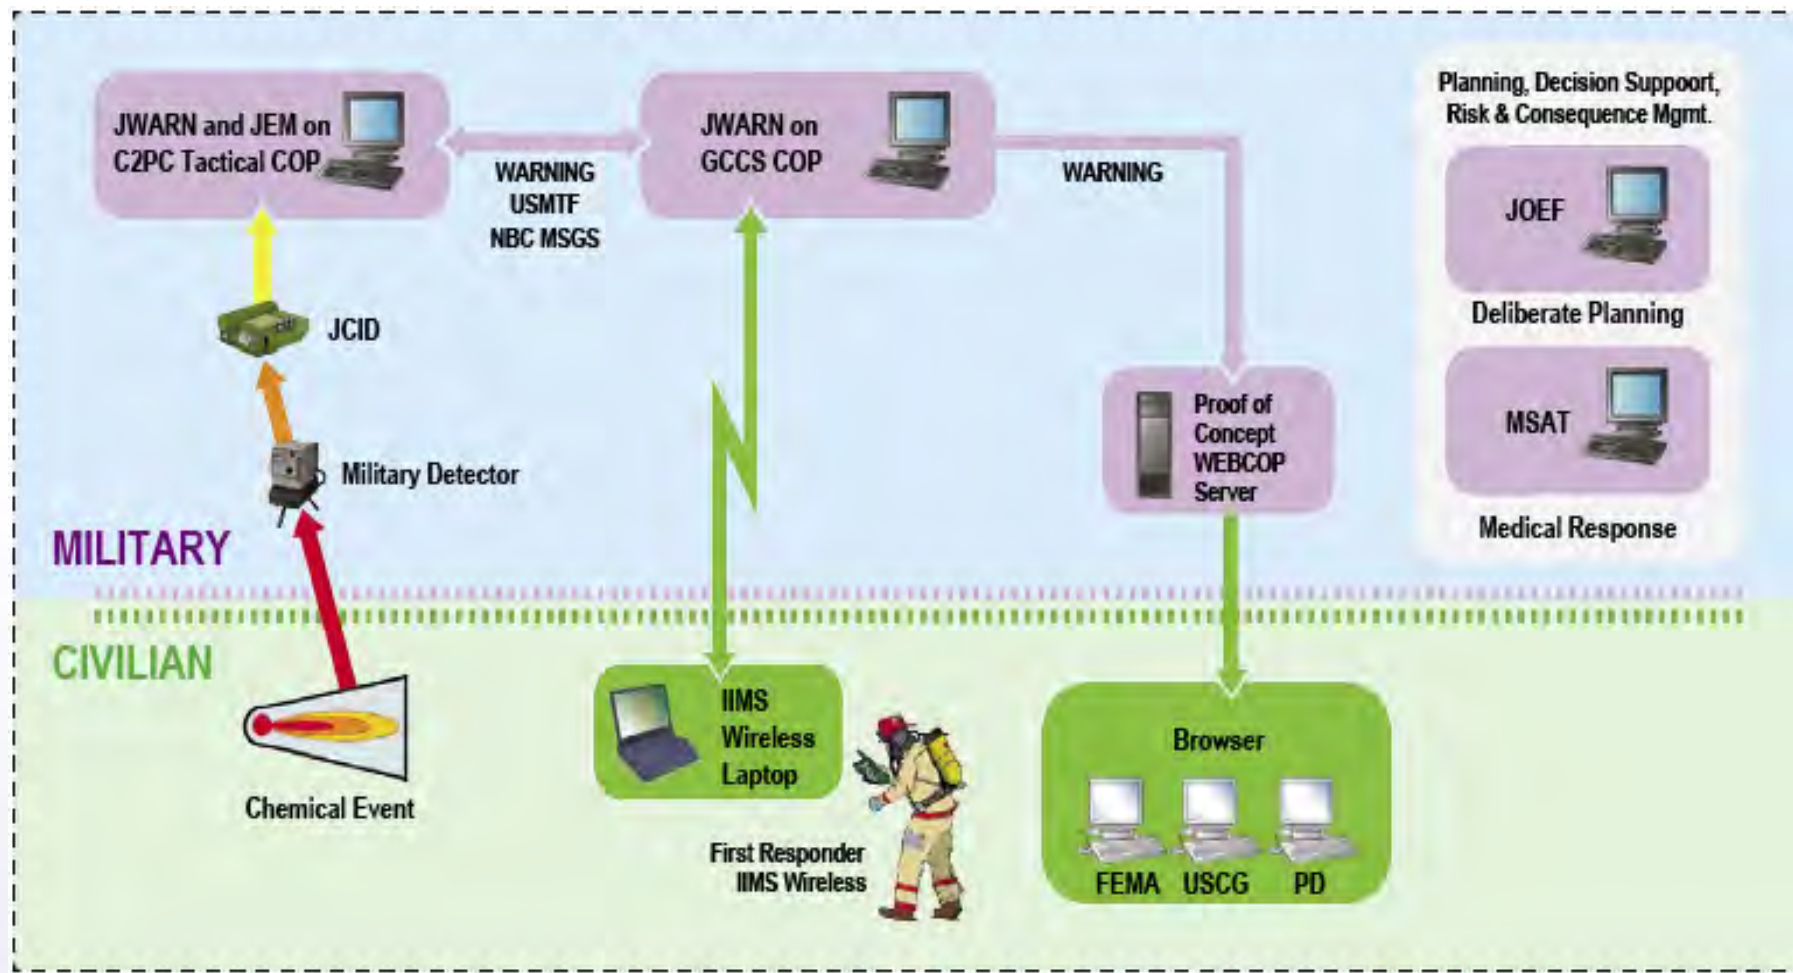 JWARN and JEM on
C2PC Tactical COP
WARNING
USMTF
NBC MSGS
JWARN on
GCCS COP
WARNING
Planning, Decision Suppoort,
Risk & Consequence Mgmt.
JOEF
Deliberate Planning
MSAT
Medical Response
JCID
Military Detector
Proof of
Concept
WEBCOP
Server
MILITARY
CIVILIAN
Chemical Event
IIMS
Wireless
Laptop
First Responder
IIMS Wireless
Browser
FEMA USCG PD